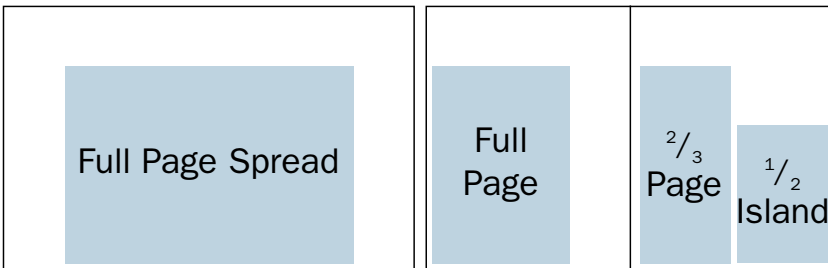 Full Page Spread
Full
Page
2/3
Page
1/2
Island